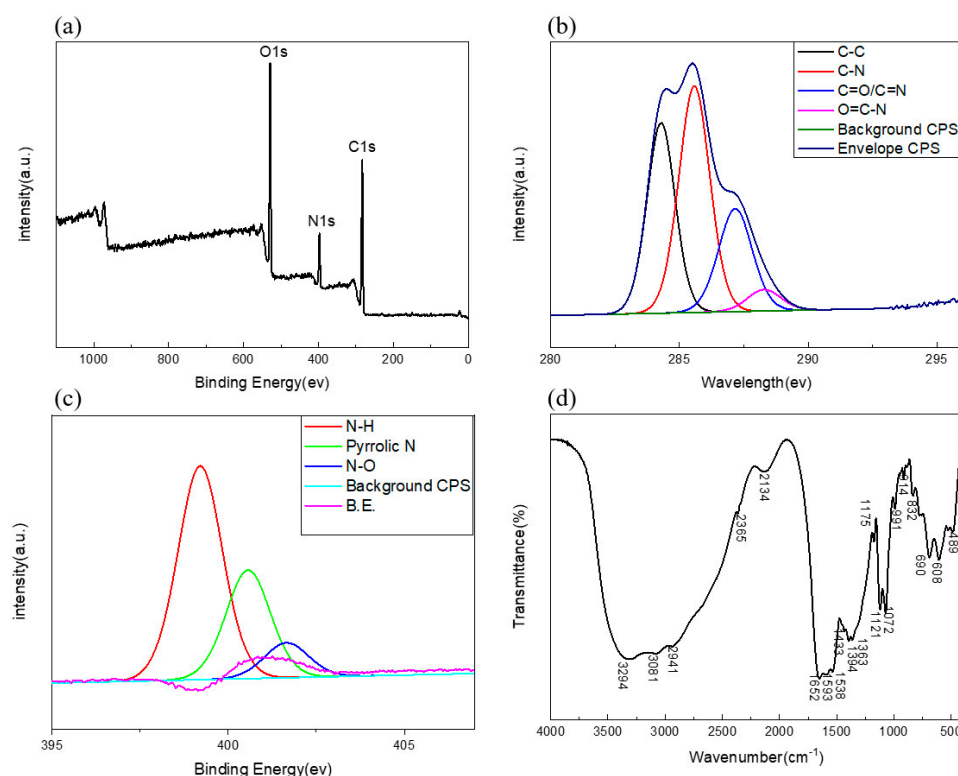 (a)
O1s
C1s
N1s
intensity(a.u.)
1000 800 600 400 200 0
Binding Energy(ev)
(b)
C-C
C-N
C=O/C=N
O=C-N
Background CPS
Envelope CPS
intensity(a.u.)
280 285 290 295
Wavelength(ev)
(c)
N-H
Pyrrolic N
N-O
Background CPS
B.E.
intensity(a.u.)
395 400 405
Binding Energy(ev)
(d)
3294
3081
2941
2365
2134
1652
1593
1538
1433
1394
1363
1175
1121
1072
991
914
832
690
608
489
Transmittance(%)
4000 3500 3000 2500 2000 1500 1000 500
Wavenumber(cm⁻¹)